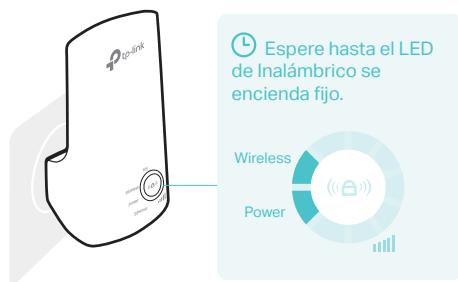 tp-link
Espere hasta el LED
de Inalámbrico se
encienda fijo.
Wireless
Power